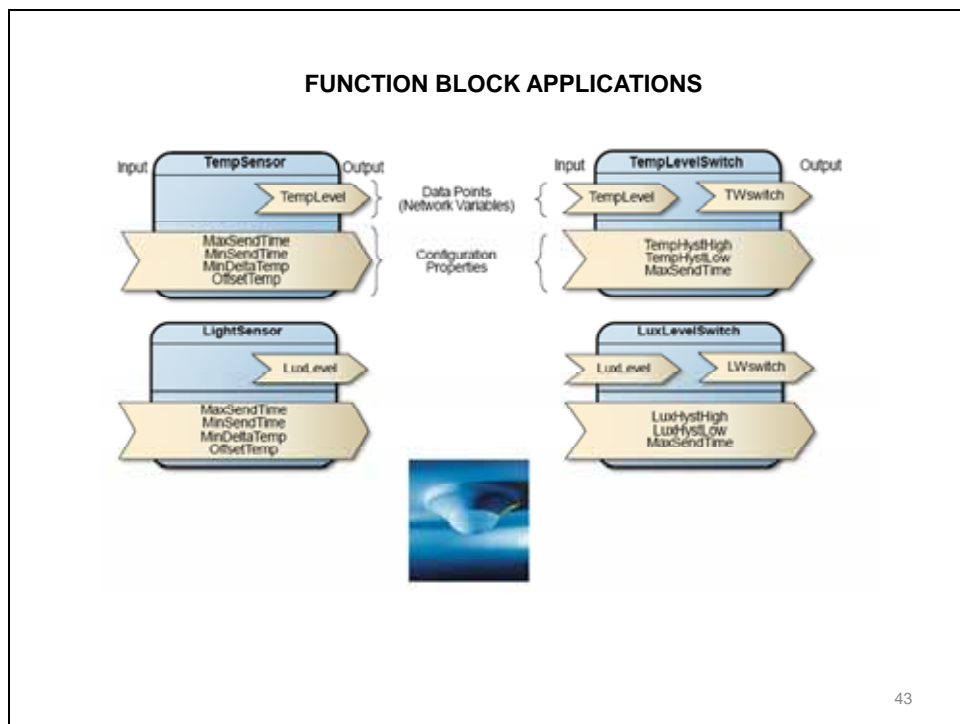 FUNCTION BLOCK APPLICATIONS
Input
TempSensor
Output
TempLevel
MaxSendTime
MinSendTime
MinDeltaTemp
OffsetTemp
Data Points
(Network Variables)
Configuration
Properties
Input
TempLevelSwitch
Output
TempLevel
TWswitch
TempHystHigh
TempHystLow
MaxSendTime
LightSensor
LuxLevel
MaxSendTime
MinSendTime
MinDeltaTemp
OffsetTemp
LuxLevelSwitch
LuxLevel
LWswitch
LuxHystHigh
LuxHystLow
MaxSendTime
43